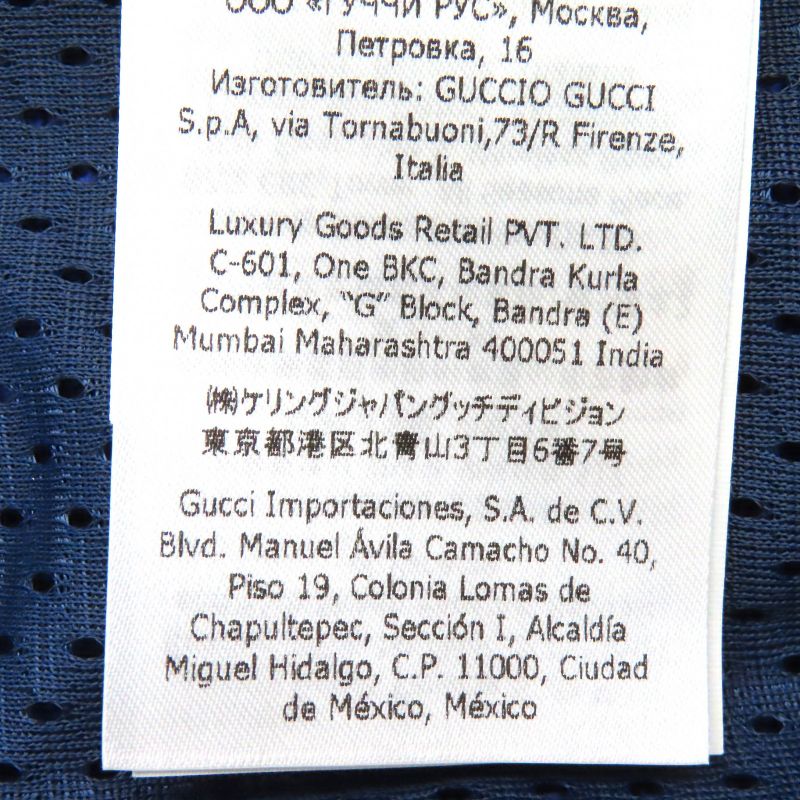 ООО «ГУЧЧИ РУС», Москва,
Петровка, 16
Изготовитель: GUCCIO GUCCI
S.p.A, via Tornabuoni,73/R Firenze,
Italia
Luxury Goods Retail PVT. LTD.
C-601, One BKC, Bandra Kurla
Complex, "G" Block, Bandra (E)
Mumbai Maharashtra 400051 India
㈱ケリングジャパングッチディビジョン
東京都港区北青山3丁目6番7号
Gucci Importaciones, S.A. de C.V.
Blvd. Manuel Ávila Camacho No. 40,
Piso 19, Colonia Lomas de
Chapultepec, Sección I, Alcaldía
Miguel Hidalgo, C.P. 11000, Ciudad
de México, México